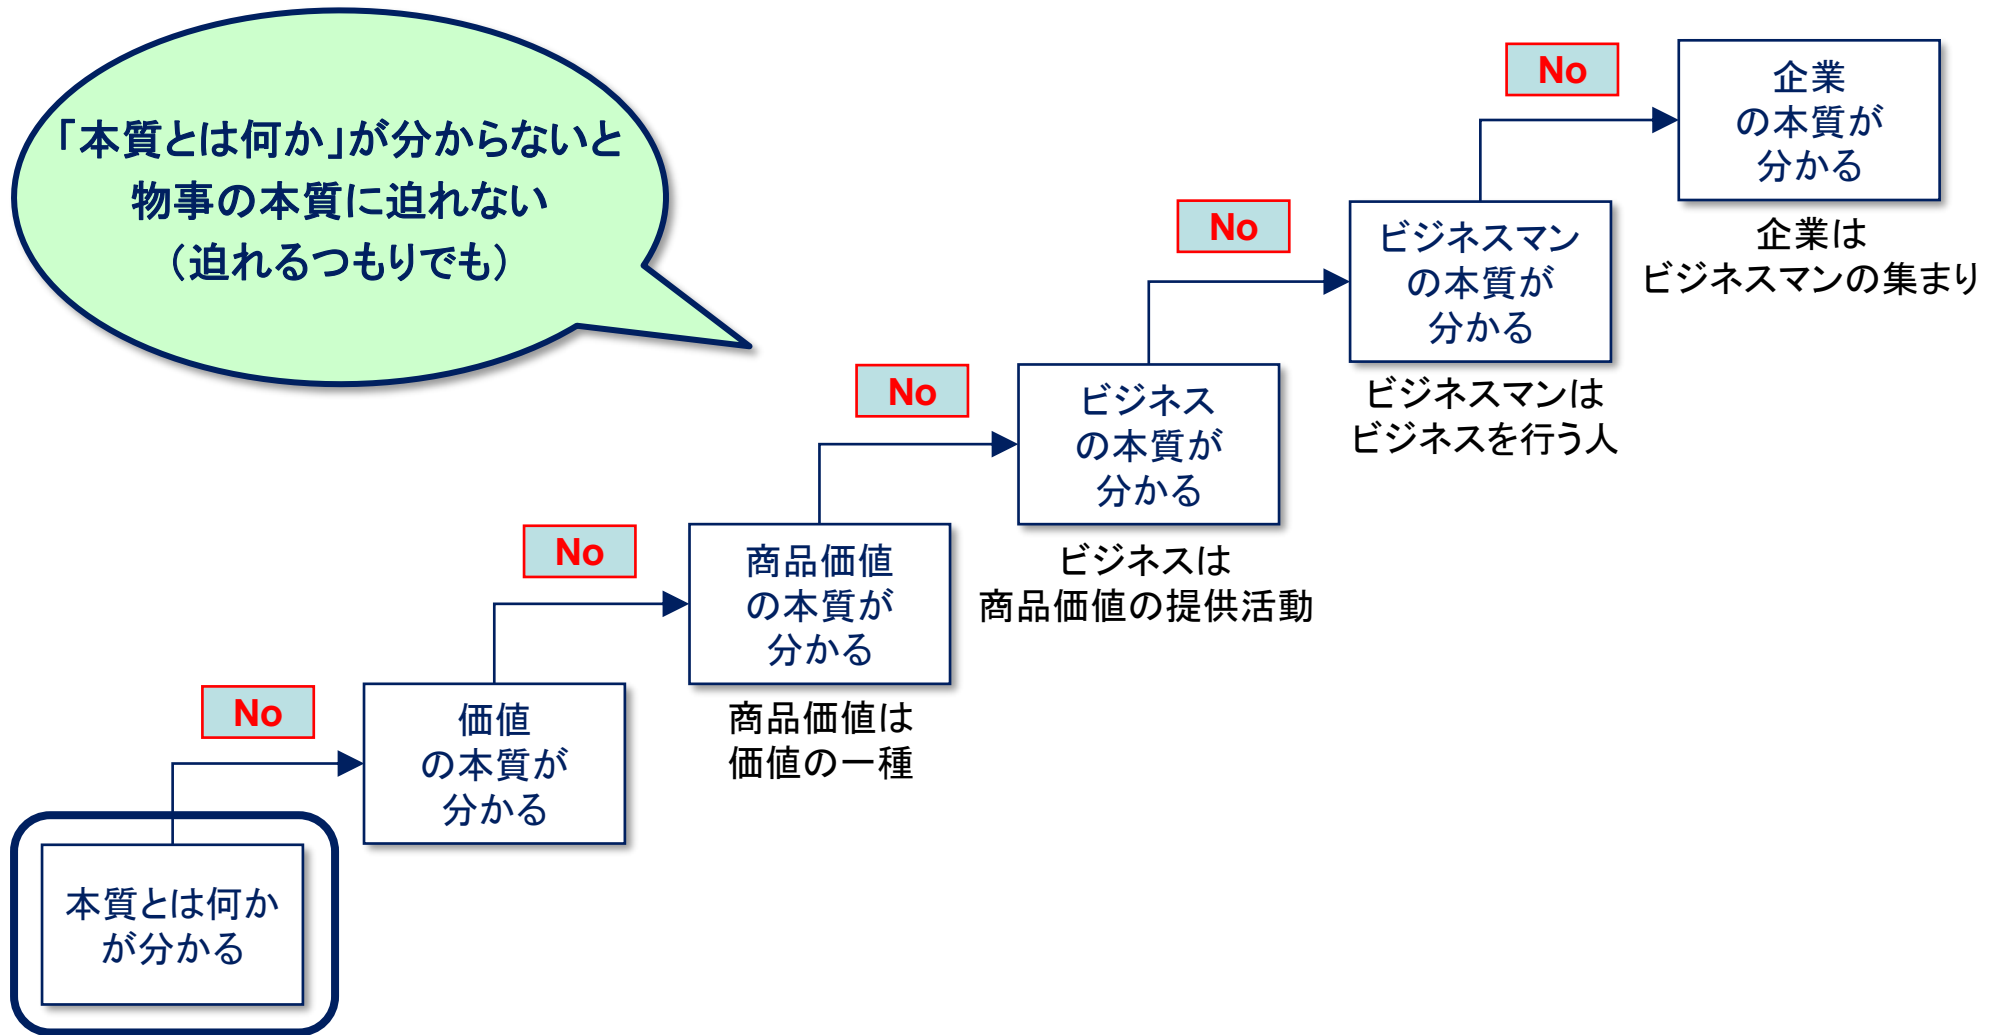 「本質とは何か」が分からないと
物事の本質に迫れない
（迫れるつもりでも）
No
企業
の本質が
分かる
企業は
ビジネスマンの集まり
No
ビジネスマン
の本質が
分かる
ビジネスマンは
ビジネスを行う人
No
ビジネス
の本質が
分かる
ビジネスは
商品価値の提供活動
No
商品価値
の本質が
分かる
商品価値は
価値の一種
No
価値
の本質が
分かる
本質とは何か
が分かる